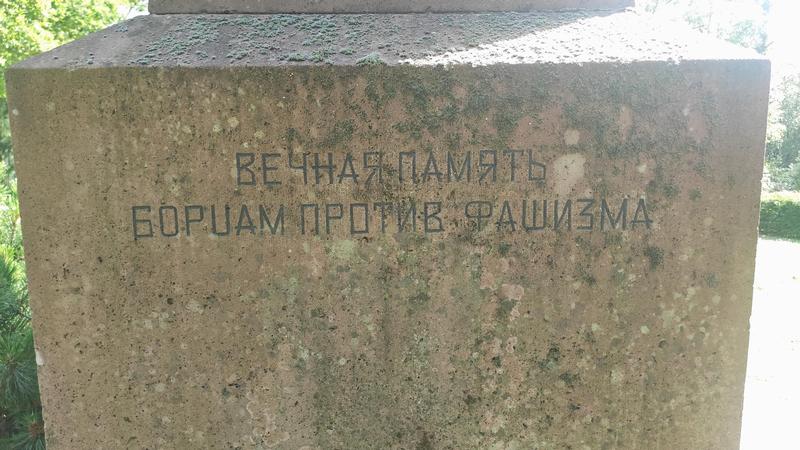 ВЕЧНАЯ ПАМЯТЬ
БОРЦАМ ПРОТИВ ФАШИЗМА